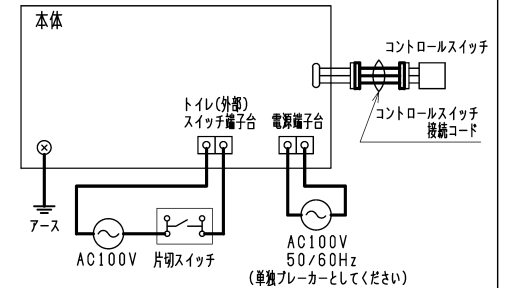 本体
コントロールスイッチ
トイレ(外部)
スイッチ端子台
電源端子台
コントロールスイッチ
接続コード
アース
AC100V
片切スイッチ
AC100V
50/60Hz
(単独ブレーカーとしてください)